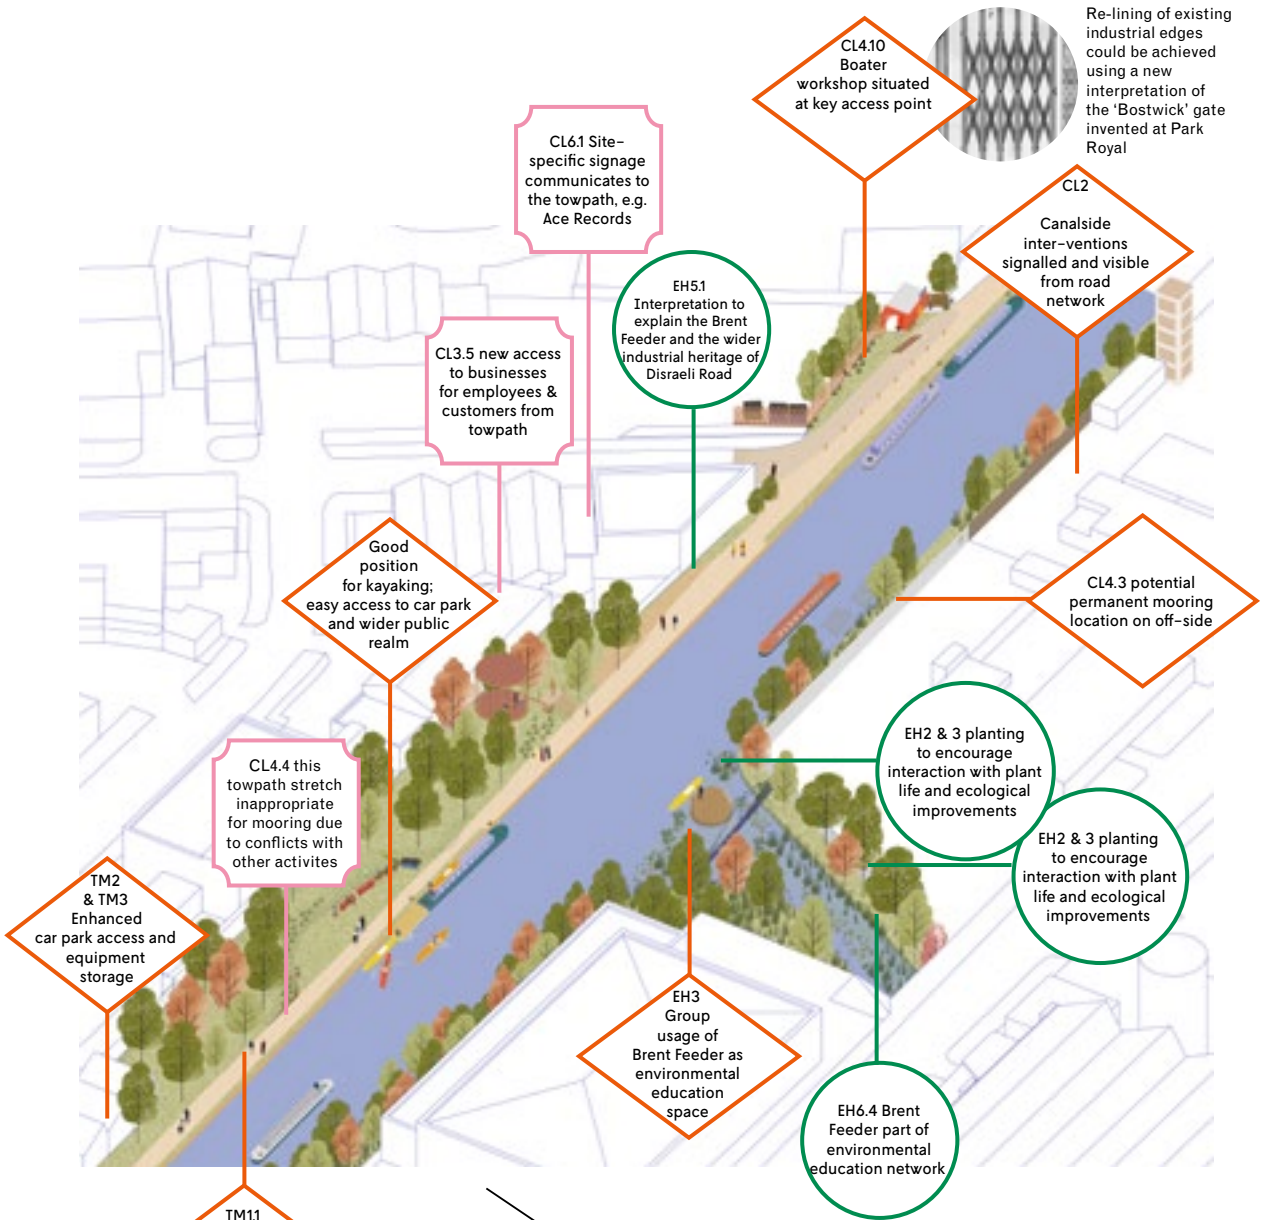 Re-lining of existing
industrial edges
could be achieved
using a new
interpretation of
the ‘Bostwick’ gate
invented at Park
Royal
CL4.10
Boater
workshop situated
at key access point
CL6.1 Site-
specific signage
communicates to
the towpath, e.g.
Ace Records
CL2
Canalside
inter-ventions
signalled and visible
from road
network
EH5.1
Interpretation to
explain the Brent
Feeder and the wider
industrial heritage of
Disraeli Road
CL3.5 new access
to businesses
for employees &
customers from
towpath
Good
position
for kayaking;
easy access to car park
and wider public
realm
CL4.3 potential
permanent mooring
location on off-side
EH2 & 3 planting
to encourage
interaction with plant
life and ecological
improvements
CL4.4 this
towpath stretch
inappropriate
for mooring due
to conflicts with
other activites
EH2 & 3 planting
to encourage
interaction with plant
life and ecological
improvements
TM2
& TM3
Enhanced
car park access and
equipment
storage
EH3
Group
usage of
Brent Feeder as
environmental
education
space
EH6.4 Brent
Feeder part of
environmental
education network
TM1.1